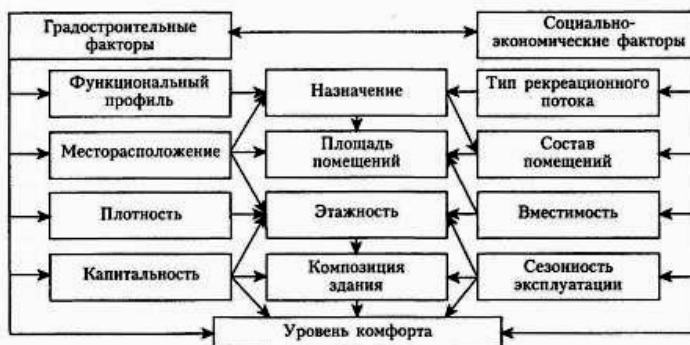 Градостроительные
факторы
Социально-
экономические факторы
Функциональный
профиль
Назначение
Тип рекреационного
потока
Месторасположение
Площадь
помещений
Состав
помещений
Плотность
Этажность
Вместимость
Капитальность
Композиция
здания
Сезонность
эксплуатации
Уровень комфорта